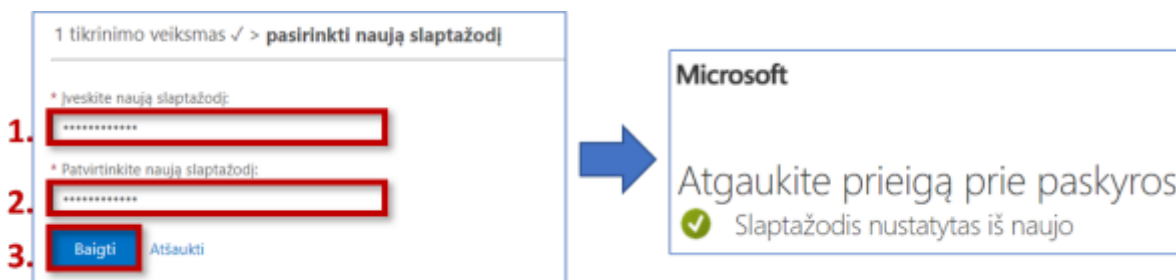 1 tikrinimo veiksmas ✓ > pasirinkti naują slaptažodį
* Įveskite naują slaptažodį:
1. ************
* Patvirtinkite naują slaptažodį:
2. ************
3. Baigti Atšaukti
Microsoft
Atgaukite prieigą prie paskyros
Slaptažodis nustatytas iš naujo